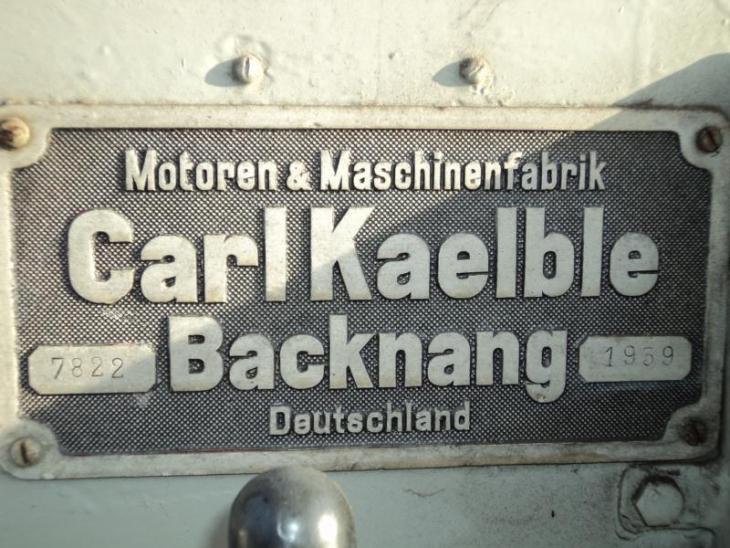 Motoren & Maschinenfabrik
Carl Kaelble
7822 Backnang 1959
Deutschland